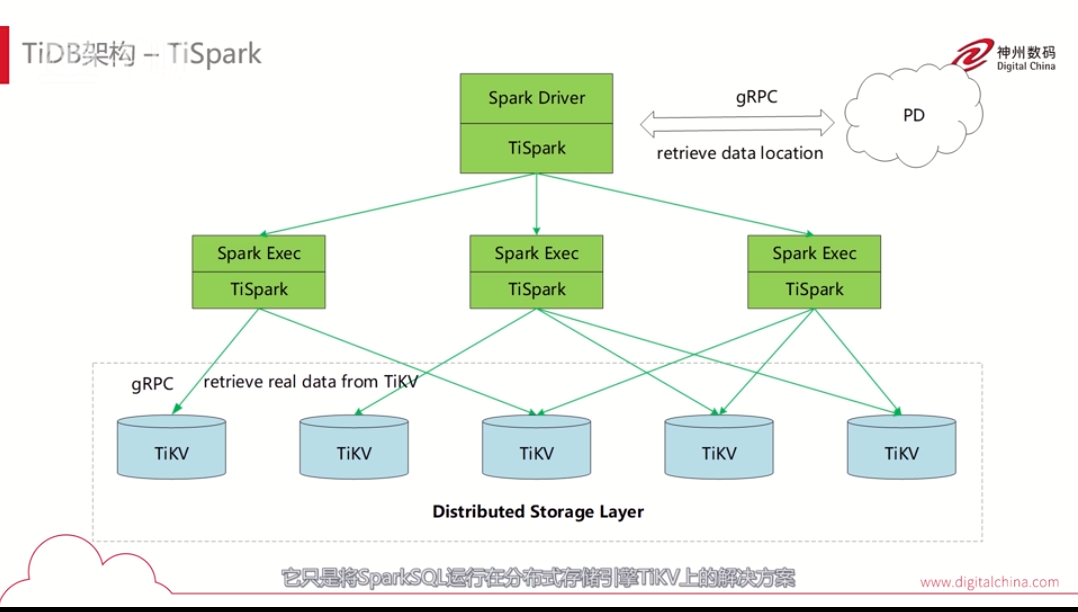 TiDB架构 – TiSpark
神州数码
Digital China
Spark Driver
TiSpark
gRPC
retrieve data location
PD
Spark Exec
TiSpark
Spark Exec
TiSpark
Spark Exec
TiSpark
gRPC
retrieve real data from TiKV
TiKV
TiKV
TiKV
TiKV
TiKV
Distributed Storage Layer
它只是将SparkSQL运行在分布式存储引擎TiKV上的解决方案
www.digitalchina.com